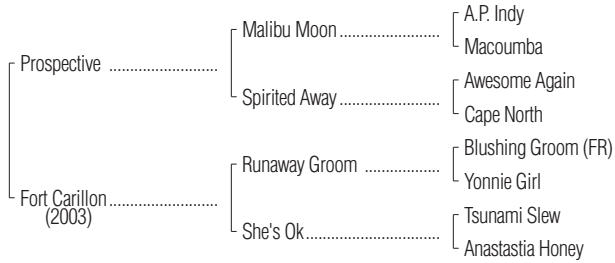 A.P. Indy
Malibu Moon
Macoumba
Prospective
Awesome Again
Spirited Away
Cape North
Blushing Groom (FR)
Runaway Groom
Yonnie Girl
Fort Carillon
(2003)
Tsunami Slew
She's Ok
Anastastia Honey